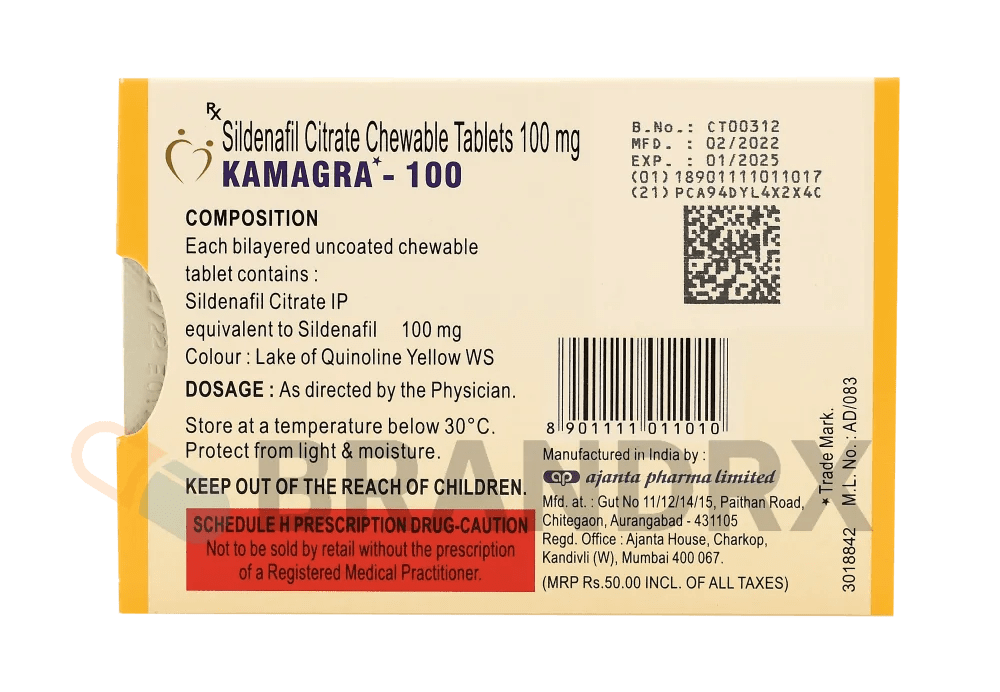 Rx
Sildenafil Citrate Chewable Tablets 100 mg
KAMAGRA* - 100
COMPOSITION
Each bilayered uncoated chewable
tablet contains :
Sildenafil Citrate IP
equivalent to Sildenafil 100 mg
Colour : Lake of Quinoline Yellow WS
DOSAGE : As directed by the Physician.
Store at a temperature below 30°C.
Protect from light & moisture.
KEEP OUT OF THE REACH OF CHILDREN.
SCHEDULE H PRESCRIPTION DRUG-CAUTION
Not to be sold by retail without the prescription
of a Registered Medical Practitioner.
B.No.: CT00312
MFD. : 02/2022
EXP. : 01/2025
(01)18901111011017
(21)PCA94DYL4X2X4C
8 901111 011010
Manufactured in India by :
ap ajanta pharma limited
Mfd. at. : Gut No 11/12/14/15, Paithan Road,
Chitegaon, Aurangabad - 431105
Regd. Office : Ajanta House, Charkop,
Kandivli (W), Mumbai 400 067.
(MRP Rs.50.00 INCL. OF ALL TAXES)
*Trade Mark.
3018842 M.L. No.: AD/083
BRANDRX